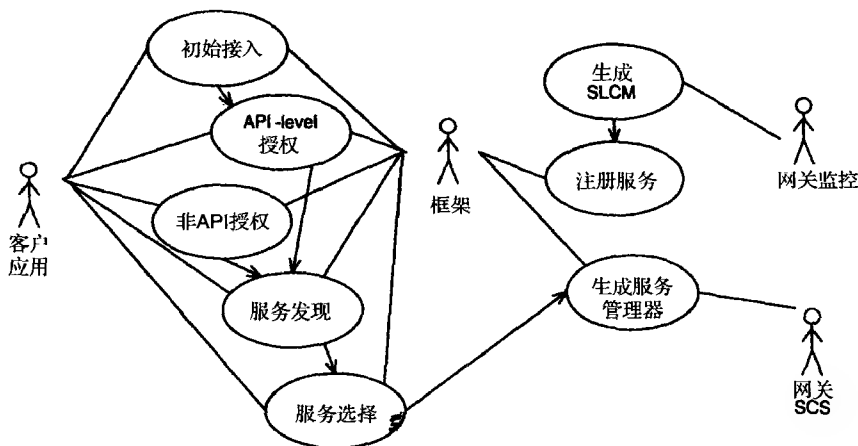 初始接入
API-level
授权
非API授权
服务发现
服务选择
客户
应用
框架
生成
SLCM
注册服务
生成服务
管理器
网关监控
网关
SCS